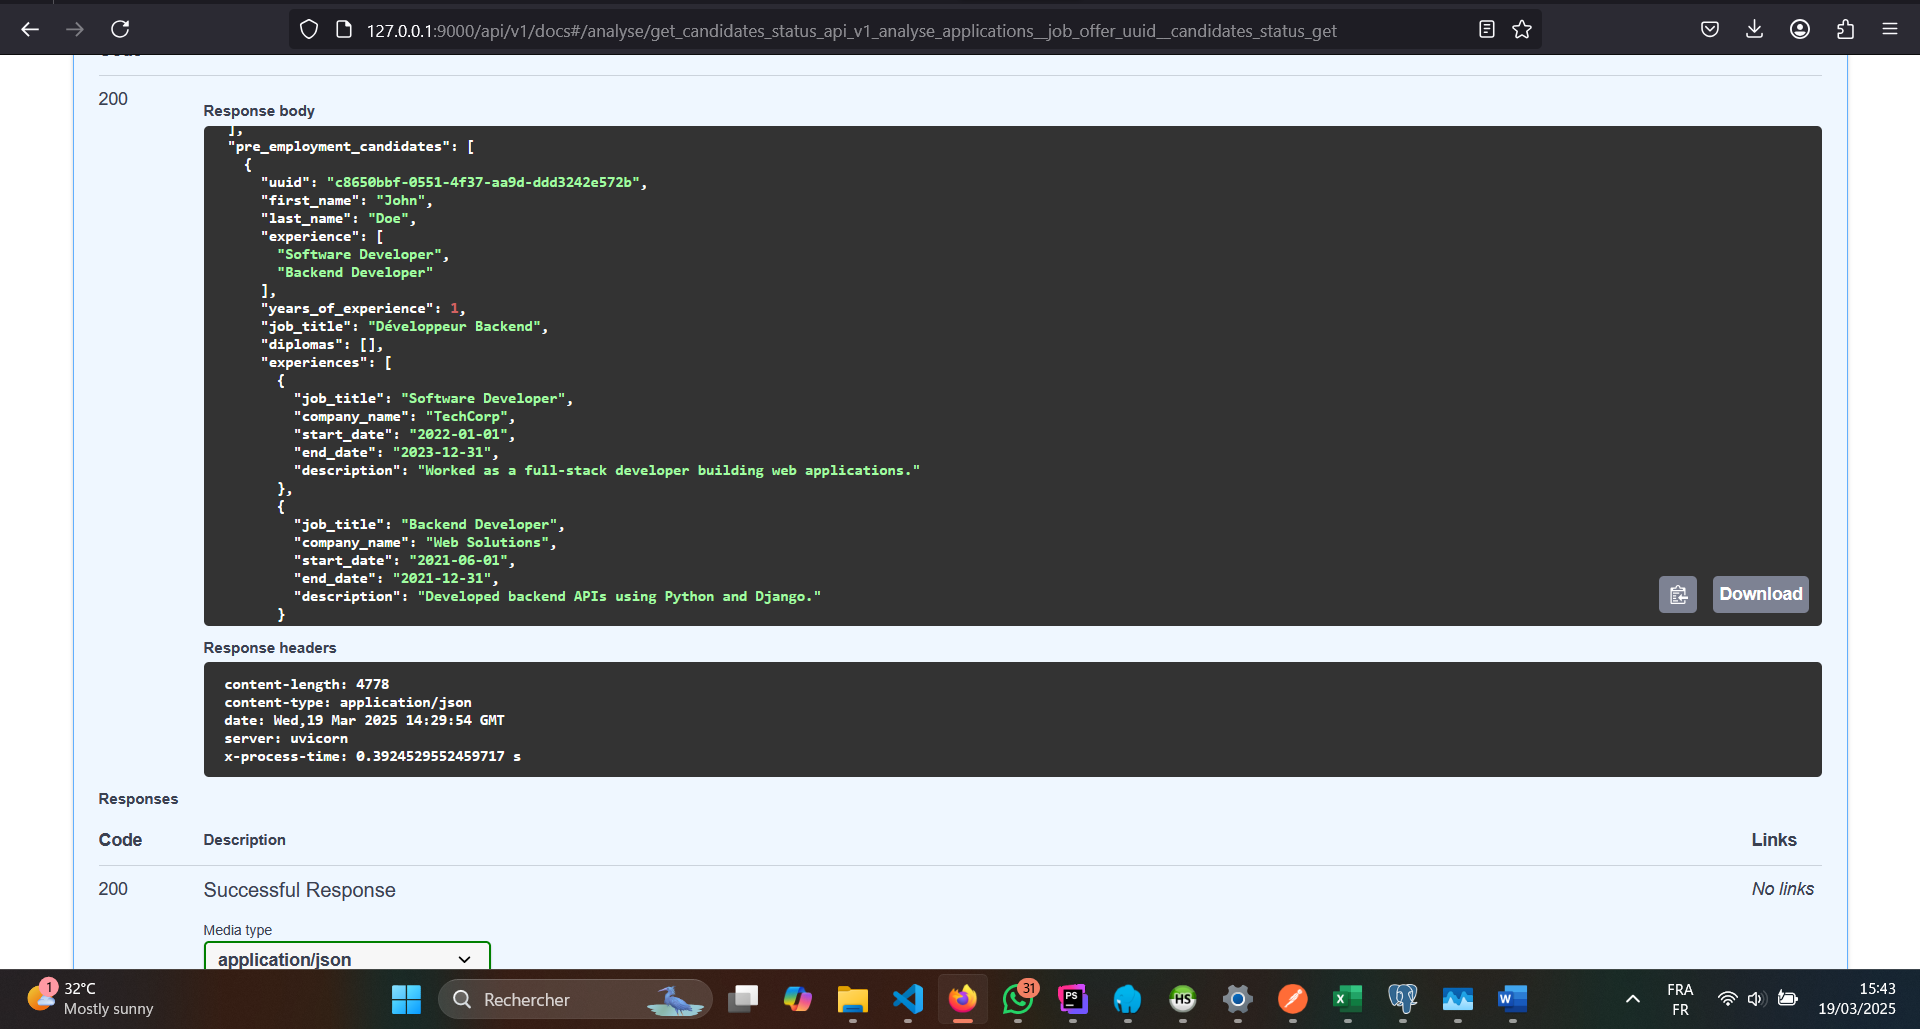 127.0.0.1:9000/api/v1/docs#/analyse/get_candidates_status_api_v1_analyse_applications__job_offer_uuid__candidates_status_get
200
Response body
],
"pre_employment_candidates": [
{
"uuid": "c8650bbf-0551-4f37-aa9d-ddd3242e572b",
"first_name": "John",
"last_name": "Doe",
"experience": [
"Software Developer",
"Backend Developer"
],
"years_of_experience": 1,
"job_title": "Développeur Backend",
"diplomas": [],
"experiences": [
{
"job_title": "Software Developer",
"company_name": "TechCorp",
"start_date": "2022-01-01",
"end_date": "2023-12-31",
"description": "Worked as a full-stack developer building web applications."
},
{
"job_title": "Backend Developer",
"company_name": "Web Solutions",
"start_date": "2021-06-01",
"end_date": "2021-12-31",
"description": "Developed backend APIs using Python and Django."
}
Download
Response headers
content-length: 4778
content-type: application/json
date: Wed,19 Mar 2025 14:29:54 GMT
server: uvicorn
x-process-time: 0.3924529552459717 s
Responses
Code Description Links
200 Successful Response No links
Media type
application/json
1
32°C
Mostly sunny
Rechercher
31
PS
HS
X
W
FRA
FR
15:43
19/03/2025